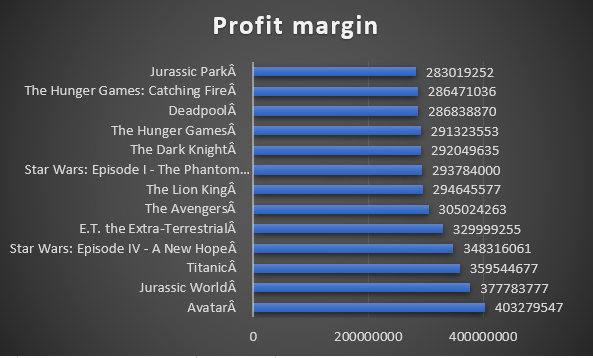 Profit margin
Jurassic ParkÂ 283019252
The Hunger Games: Catching FireÂ 286471036
DeadpoolÂ 286838870
The Hunger GamesÂ 291323553
The Dark KnightÂ 292049635
Star Wars: Episode I - The Phantom... 293784000
The Lion KingÂ 294645577
The AvengersÂ 305024263
E.T. the Extra-TerrestrialÂ 329999255
Star Wars: Episode IV - A New HopeÂ 348316061
TitanicÂ 359544677
Jurassic WorldÂ 377783777
AvatarÂ 403279547
0 200000000 400000000